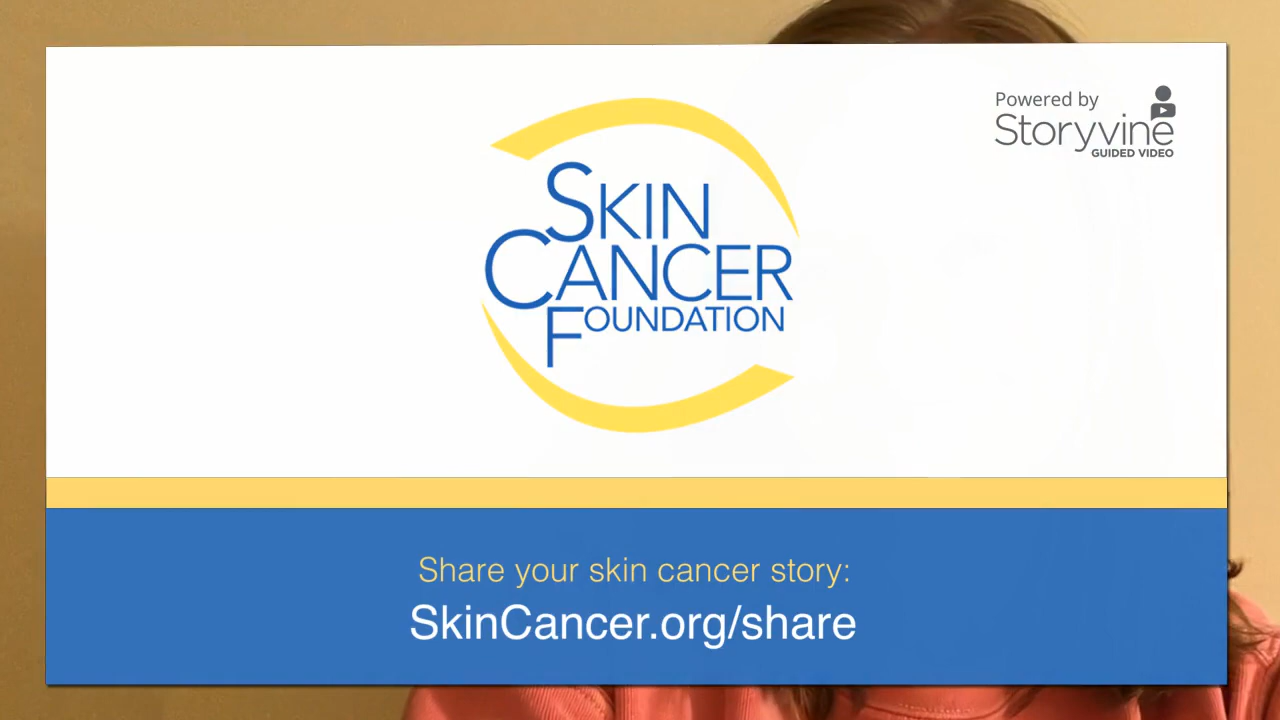 Powered by
Storyvine
GUIDED VIDEO
SKIN
CANCER
FOUNDATION
Share your skin cancer story:
SkinCancer.org/share